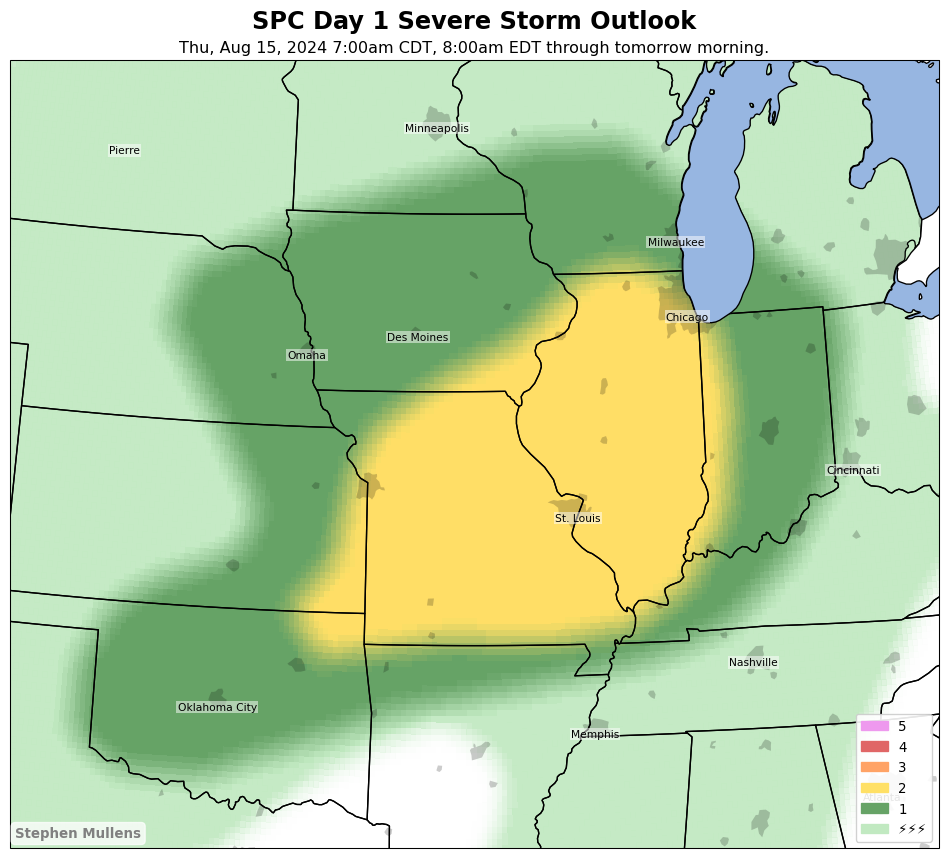 SPC Day 1 Severe Storm Outlook
Thu, Aug 15, 2024 7:00am CDT, 8:00am EDT through tomorrow morning.
Minneapolis
Pierre
Milwaukee
Chicago
Des Moines
Omaha
Cincinnati
St. Louis
Nashville
Oklahoma City
Memphis
Atlanta
5
4
3
2
1
⚡⚡⚡
Stephen Mullens